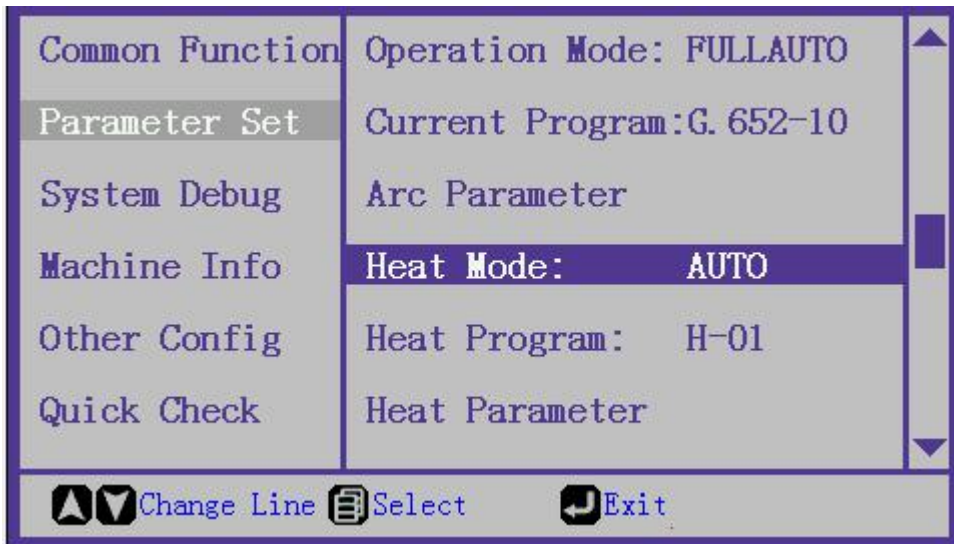 Common Function
Parameter Set
System Debug
Machine Info
Other Config
Quick Check
Operation Mode: FULLAUTO
Current Program:G.652-10
Arc Parameter
Heat Mode: AUTO
Heat Program: H-01
Heat Parameter
Change Line Select Exit